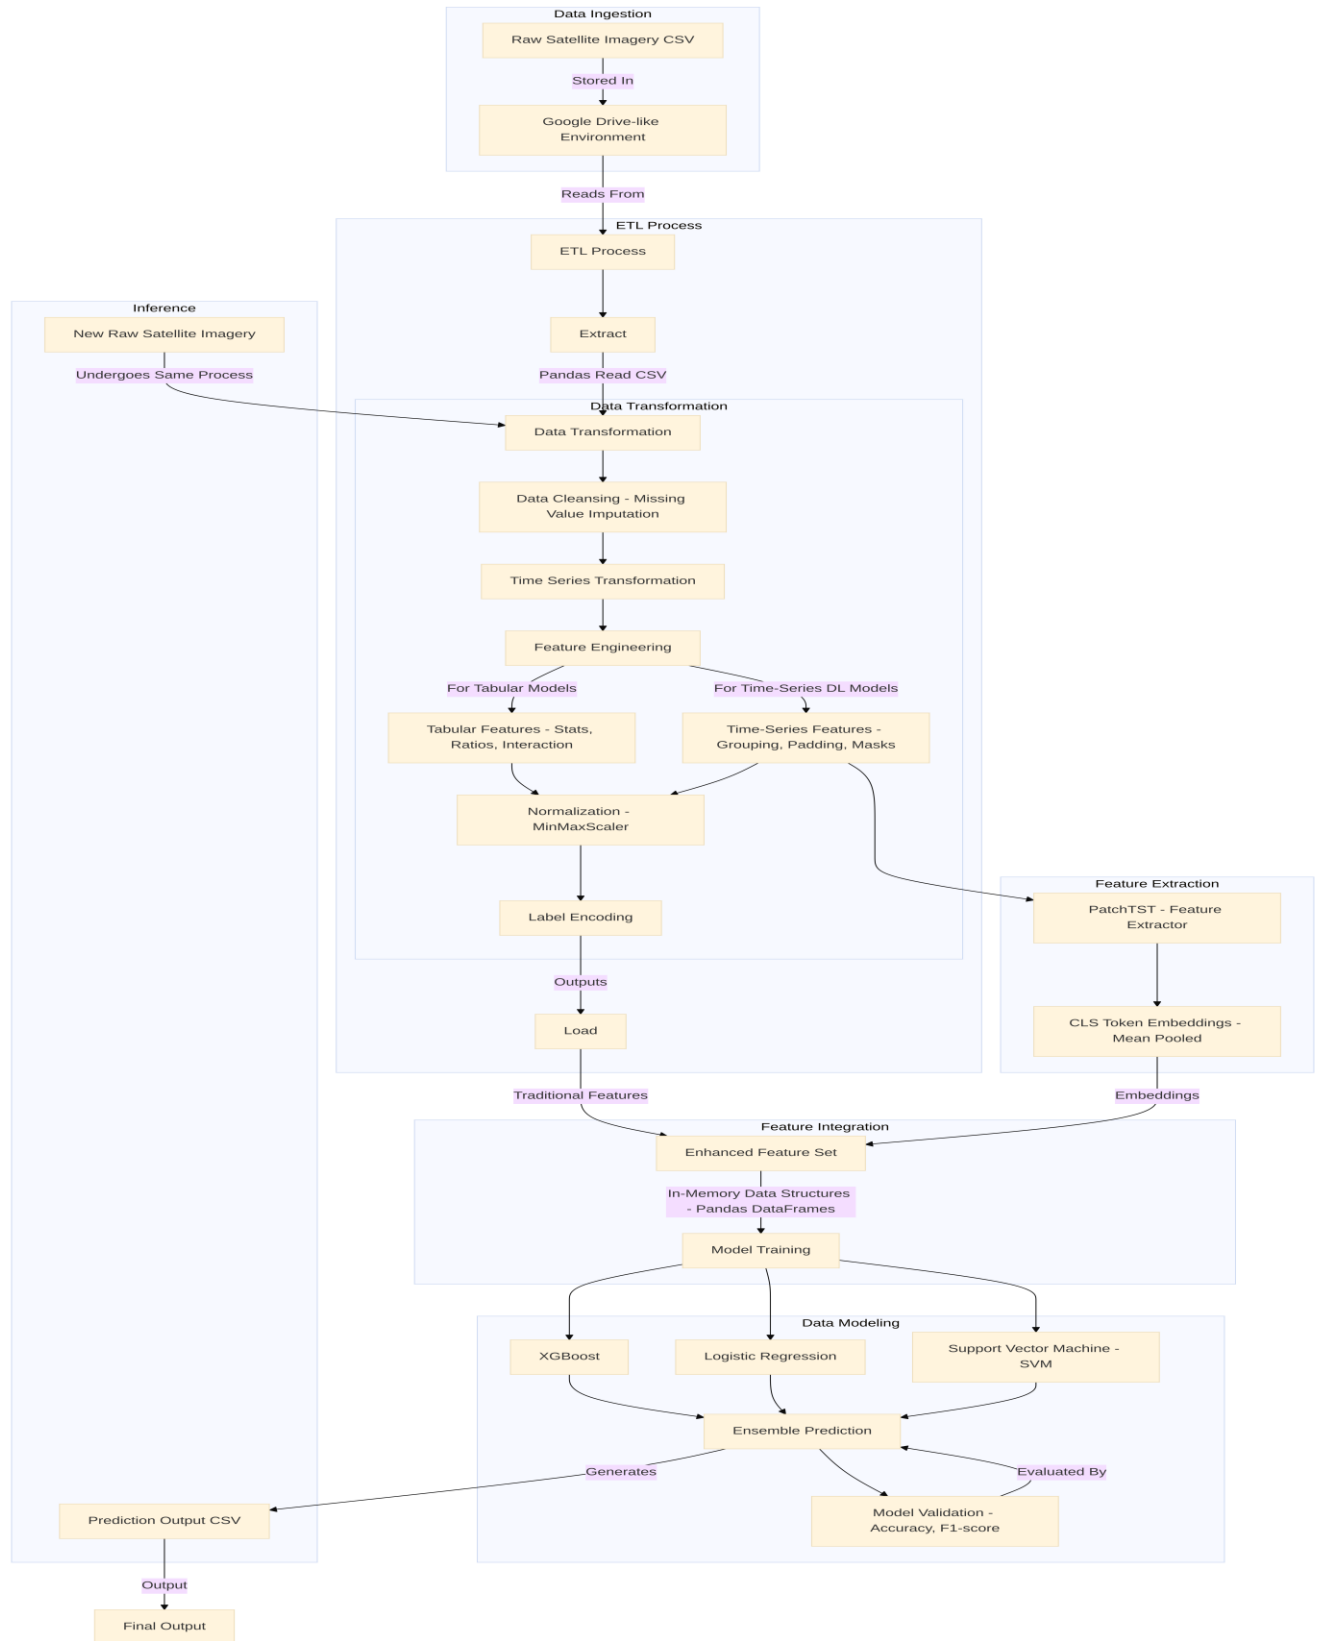 Data Ingestion
Raw Satellite Imagery CSV
Stored In
Google Drive-like
Environment
Reads From
ETL Process
ETL Process
Inference
New Raw Satellite Imagery
Extract
Undergoes Same Process
Pandas Read CSV
Data Transformation
Data Transformation
Data Cleansing - Missing
Value Imputation
Time Series Transformation
Feature Engineering
For Tabular Models
For Time-Series DL Models
Tabular Features - Stats,
Ratios, Interaction
Time-Series Features -
Grouping, Padding, Masks
Normalization -
MinMaxScaler
Feature Extraction
PatchTST - Feature
Extractor
Label Encoding
Outputs
Load
CLS Token Embeddings -
Mean Pooled
Traditional Features
Embeddings
Feature Integration
Enhanced Feature Set
In-Memory Data Structures
- Pandas DataFrames
Model Training
Data Modeling
XGBoost
Logistic Regression
Support Vector Machine -
SVM
Ensemble Prediction
Generates
Evaluated By
Prediction Output CSV
Model Validation -
Accuracy, F1-score
Output
Final Output